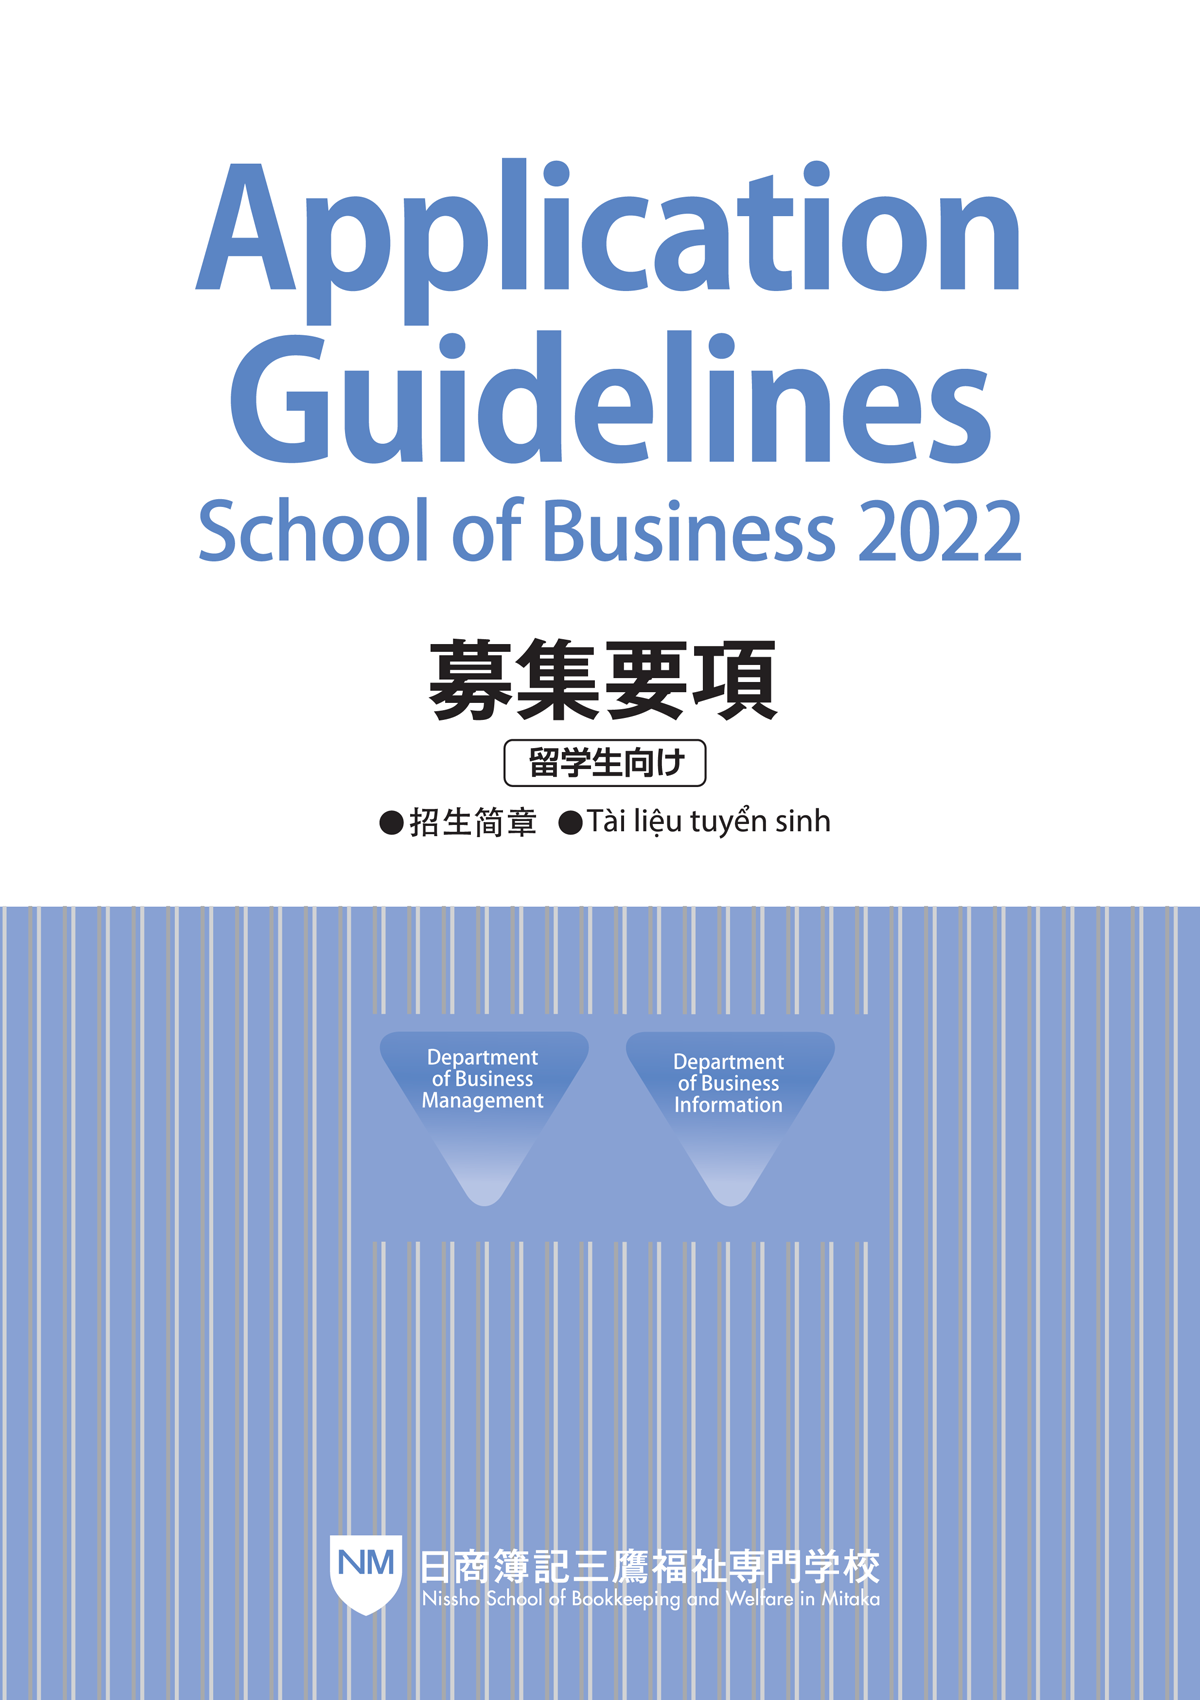 Application
Guidelines
School of Business 2022
募集要項
留学生向け
●招生简章 ●Tài liệu tuyển sinh
Department
of Business
Management
Department
of Business
Information
NM
日商簿記三鷹福祉専門学校
Nissho School of Bookkeeping and Welfare in Mitaka